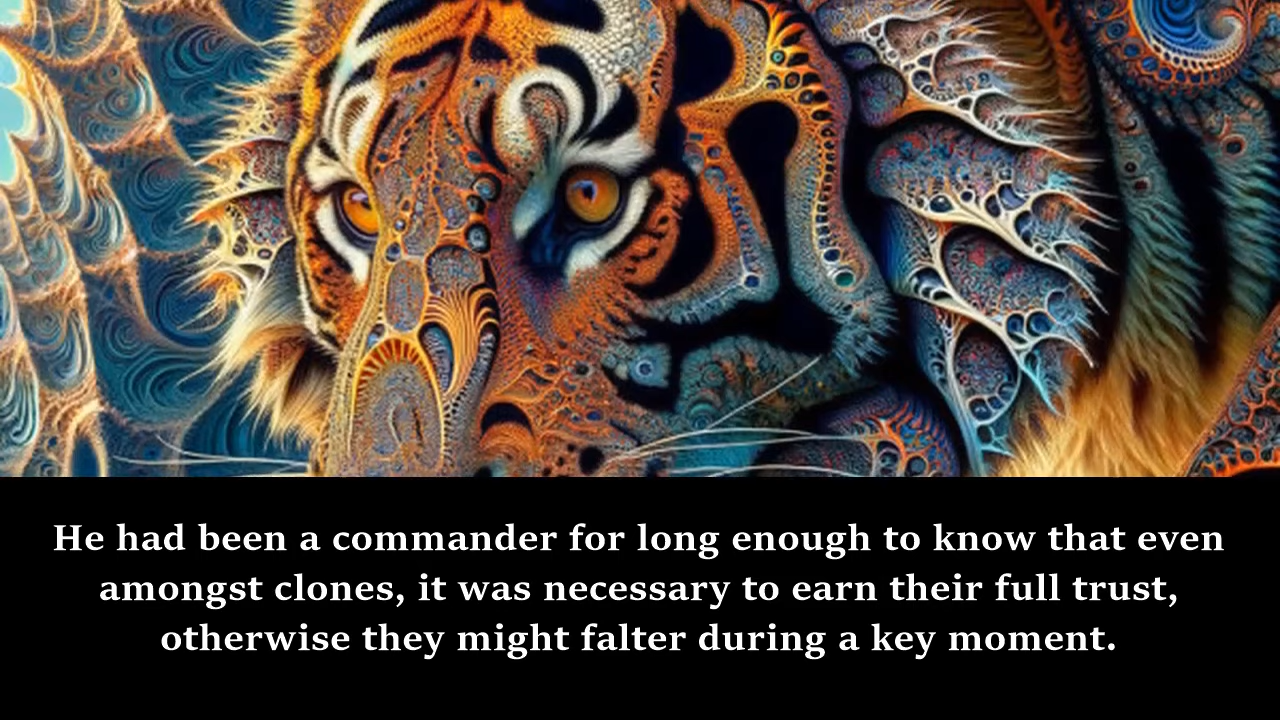 He had been a commander for long enough to know that even
amongst clones, it was necessary to earn their full trust,
otherwise they might falter during a key moment.